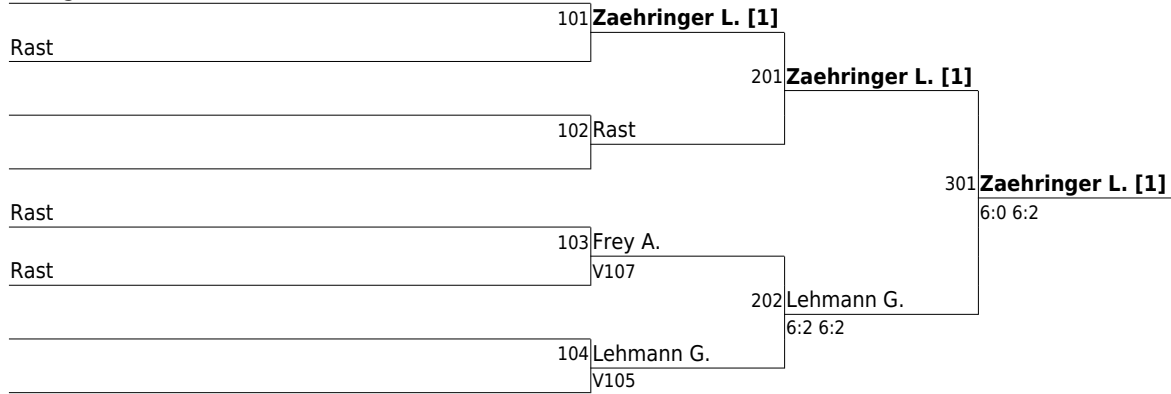 101 Zaehringer L. [1]
Rast
201 Zaehringer L. [1]
102 Rast
301 Zaehringer L. [1]
6:0 6:2
Rast
103 Frey A.
V107
Rast
202 Lehmann G.
6:2 6:2
104 Lehmann G.
V105